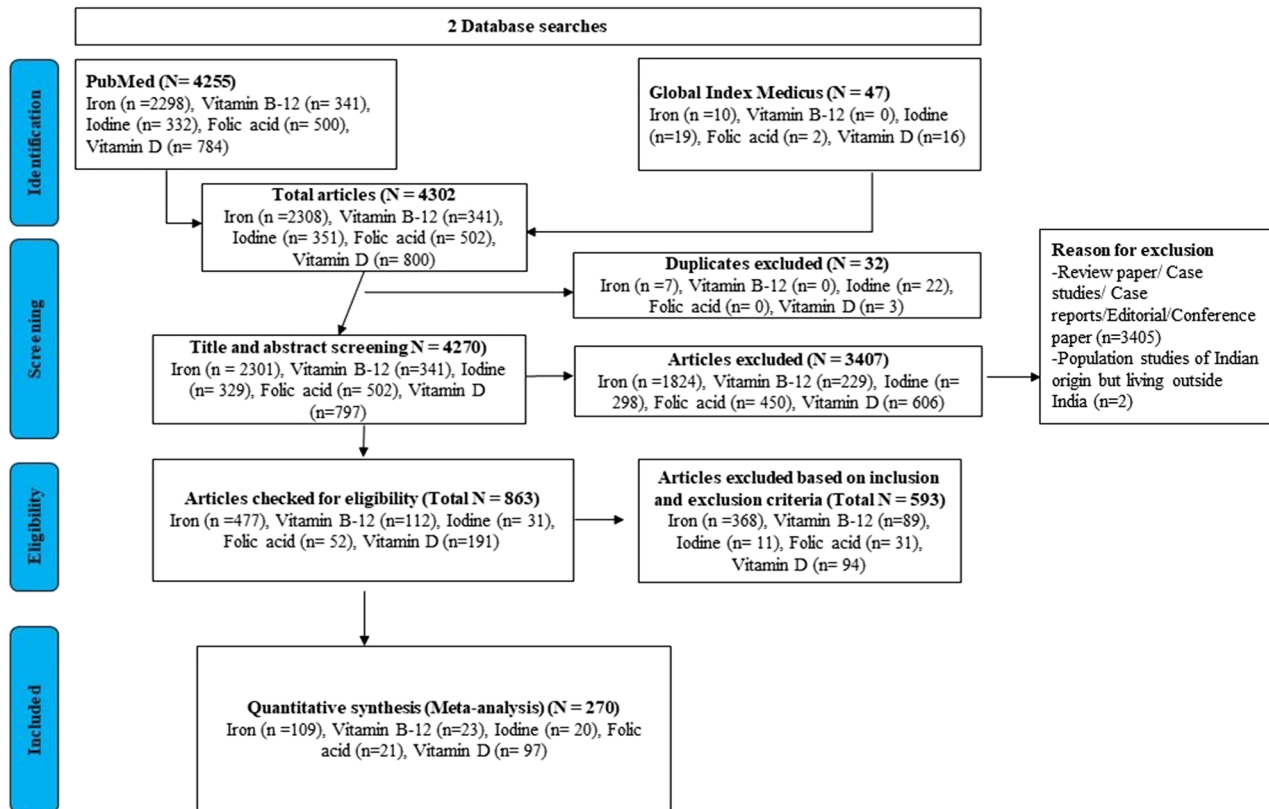 2 Database searches
Identification
PubMed (N= 4255)
Iron (n =2298), Vitamin B-12 (n= 341),
Iodine (n= 332), Folic acid (n= 500),
Vitamin D (n= 784)
Global Index Medicus (N = 47)
Iron (n =10), Vitamin B-12 (n= 0), Iodine
(n=19), Folic acid (n= 2), Vitamin D (n=16)
Total articles (N = 4302
Iron (n =2308), Vitamin B-12 (n=341),
Iodine (n= 351), Folic acid (n= 502),
Vitamin D (n= 800)
Screening
Duplicates excluded (N = 32)
Iron (n =7), Vitamin B-12 (n= 0), Iodine (n= 22),
Folic acid (n= 0), Vitamin D (n= 3)
Title and abstract screening N = 4270)
Iron (n = 2301), Vitamin B-12 (n=341), Iodine
(n= 329), Folic acid (n= 502), Vitamin D
(n=797)
Articles excluded (N = 3407)
Iron (n =1824), Vitamin B-12 (n=229), Iodine (n=
298), Folic acid (n= 450), Vitamin D (n= 606)
Reason for exclusion
-Review paper/ Case
studies/ Case
reports/Editorial/Conference
paper (n=3405)
-Population studies of Indian
origin but living outside
India (n=2)
Eligibility
Articles checked for eligibility (Total N = 863)
Iron (n =477), Vitamin B-12 (n=112), Iodine (n= 31),
Folic acid (n= 52), Vitamin D (n=191)
Articles excluded based on inclusion
and exclusion criteria (Total N = 593)
Iron (n =368), Vitamin B-12 (n=89),
Iodine (n= 11), Folic acid (n= 31),
Vitamin D (n= 94)
Included
Quantitative synthesis (Meta-analysis) (N = 270)
Iron (n =109), Vitamin B-12 (n=23), Iodine (n= 20), Folic
acid (n=21), Vitamin D (n= 97)